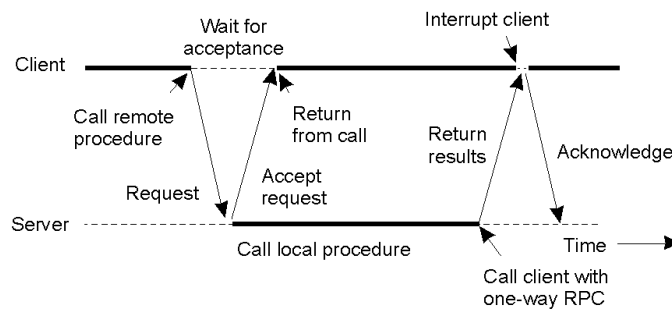 Interrupt client
Wait for
acceptance
Client
Call remote
procedure
Return
from call
Return
results
Acknowledge
Request
Accept
request
Server
Call local procedure
Time
Call client with
one-way RPC